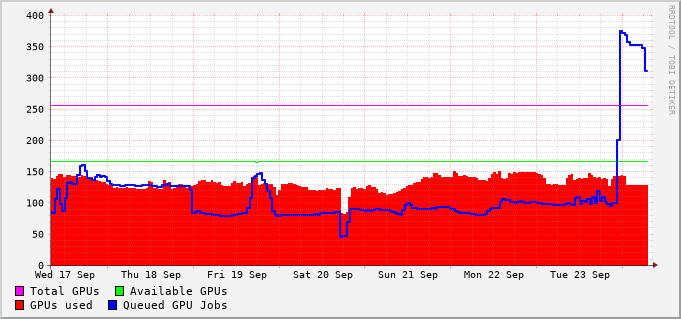 400
350
300
250
200
150
100
50
0
Wed 17 Sep Thu 18 Sep Fri 19 Sep Sat 20 Sep Sun 21 Sep Mon 22 Sep Tue 23 Sep
Total GPUs Available GPUs
GPUs used Queued GPU Jobs
RRDTOOL / TOBI OETIKER